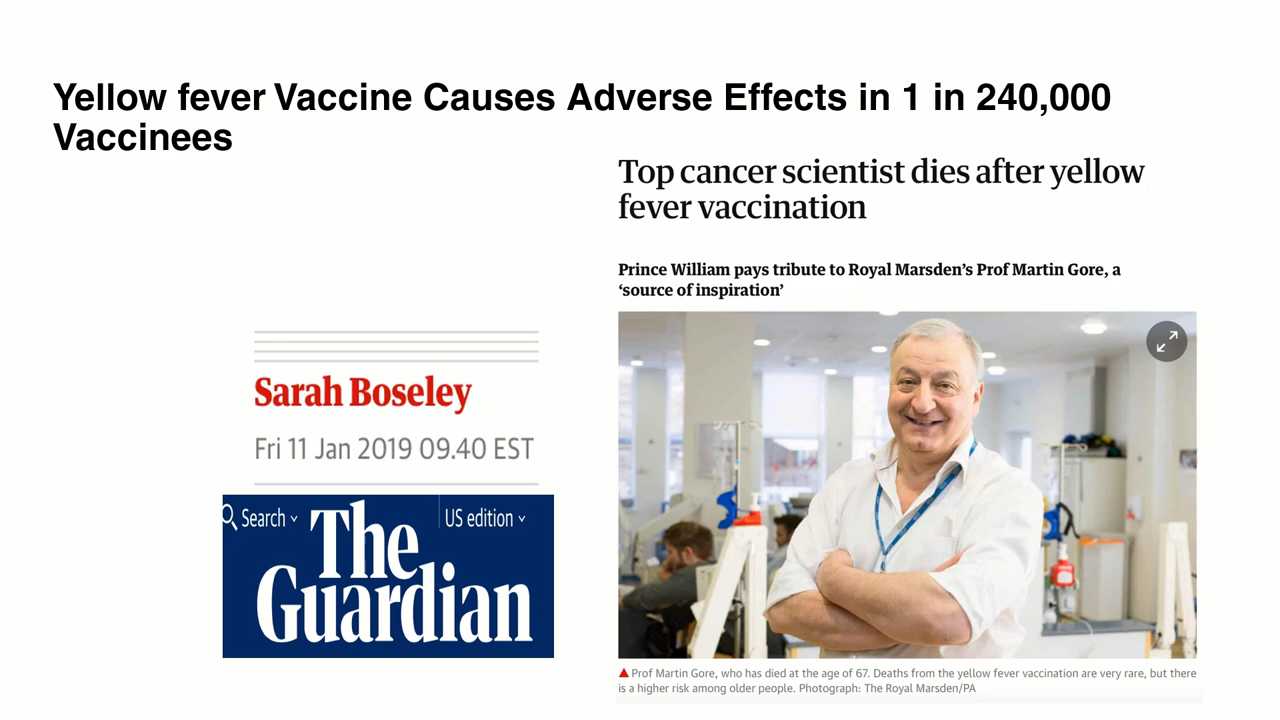 Yellow fever Vaccine Causes Adverse Effects in 1 in 240,000
Vaccinees
Top cancer scientist dies after yellow
fever vaccination
Prince William pays tribute to Royal Marsden’s Prof Martin Gore, a
‘source of inspiration’
Sarah Boseley
Fri 11 Jan 2019 09.40 EST
Search
US edition
The
Guardian
Prof Martin Gore, who has died at the age of 67. Deaths from the yellow fever vaccination are very rare, but there
is a higher risk among older people. Photograph: The Royal Marsden/PA